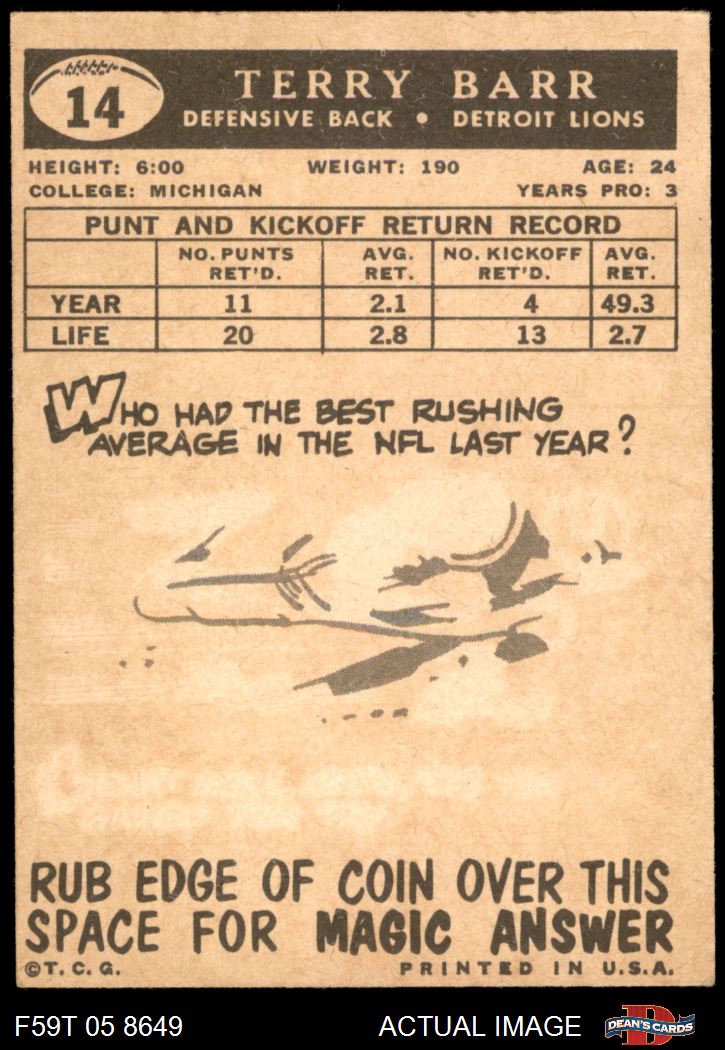 14
TERRY BARR
DEFENSIVE BACK • DETROIT LIONS
HEIGHT: 6:00 WEIGHT: 190 AGE: 24
COLLEGE: MICHIGAN YEARS PRO: 3
PUNT AND KICKOFF RETURN RECORD
NO. PUNTS RET'D. AVG. RET. NO. KICKOFF RET'D. AVG. RET.
YEAR 11 2.1 4 49.3
LIFE 20 2.8 13 2.7
WHO HAD THE BEST RUSHING
AVERAGE IN THE NFL LAST YEAR?
RUB EDGE OF COIN OVER THIS
SPACE FOR MAGIC ANSWER
©T. C. G. PRINTED IN U.S.A.
F59T 05 8649 ACTUAL IMAGE DEAN'S CARDS